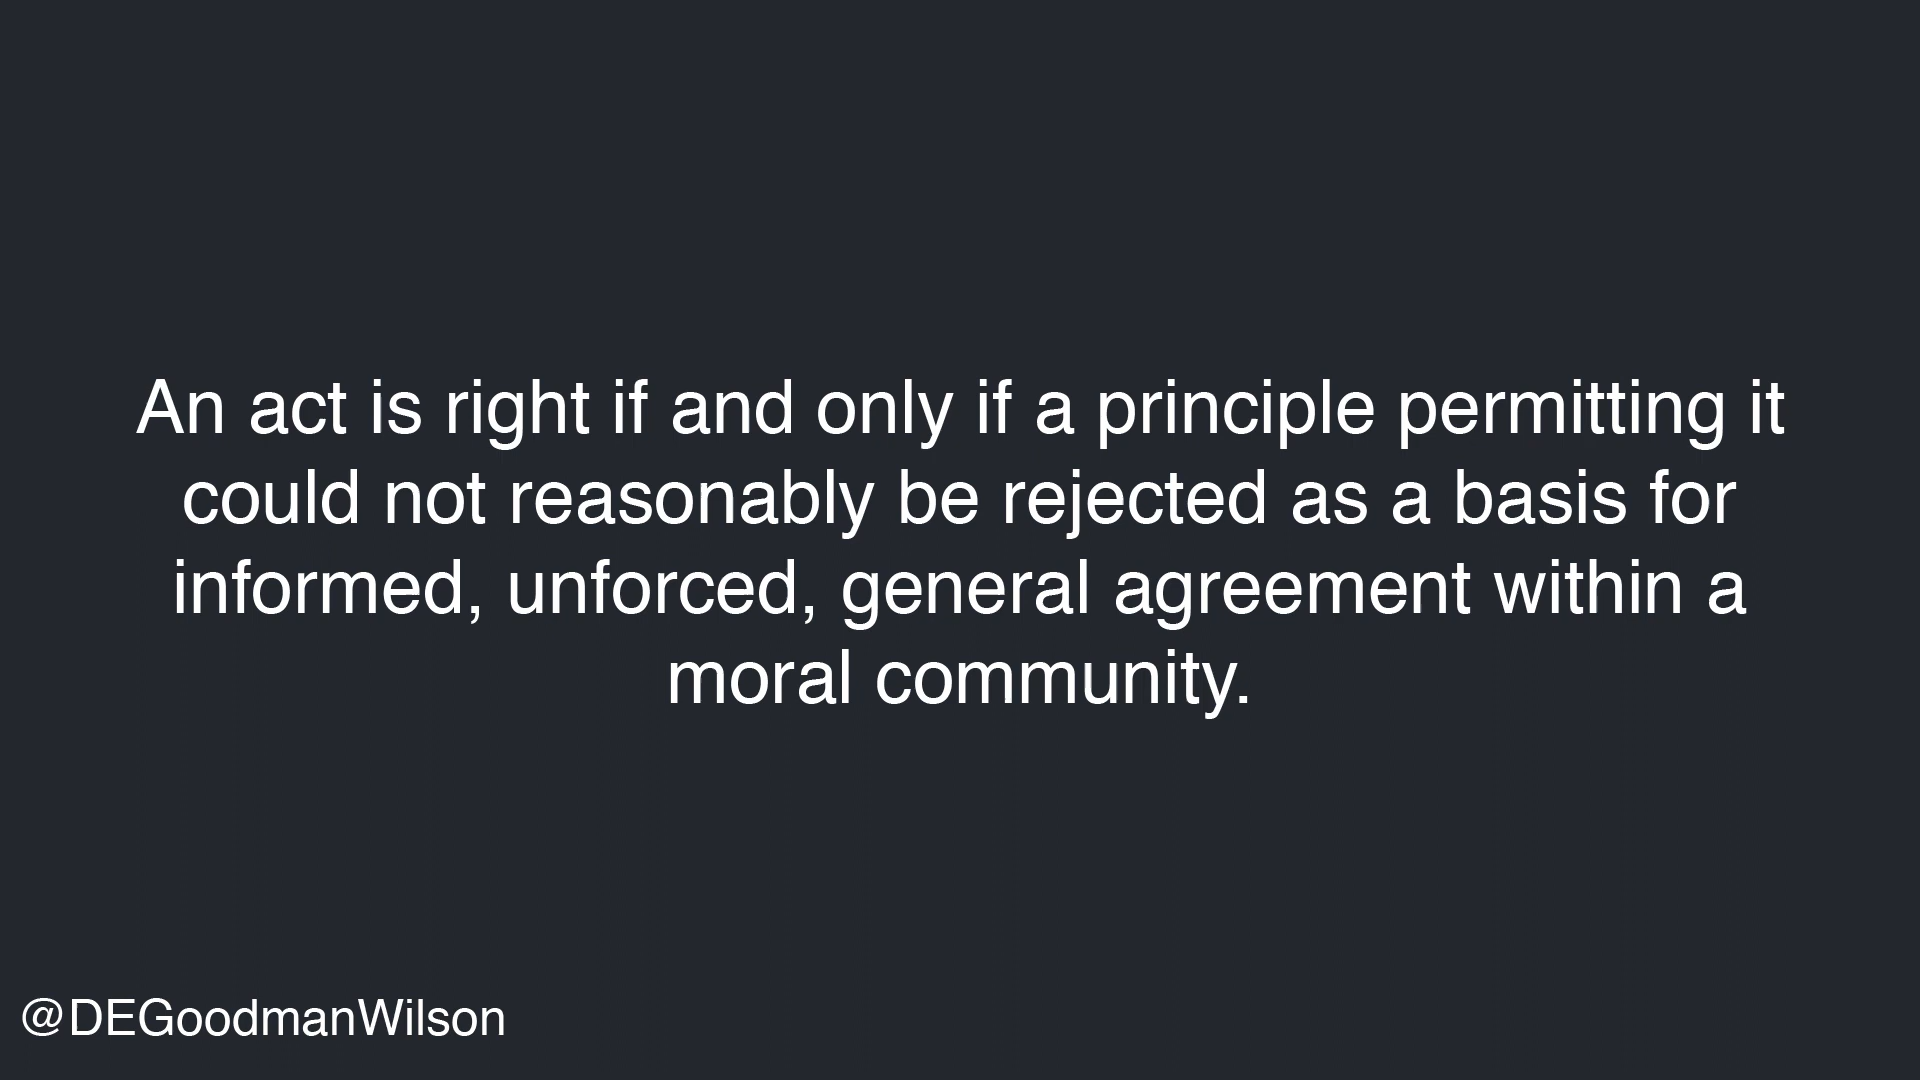 An act is right if and only if a principle permitting it
could not reasonably be rejected as a basis for
informed, unforced, general agreement within a
moral community.
@DEGoodmanWilson